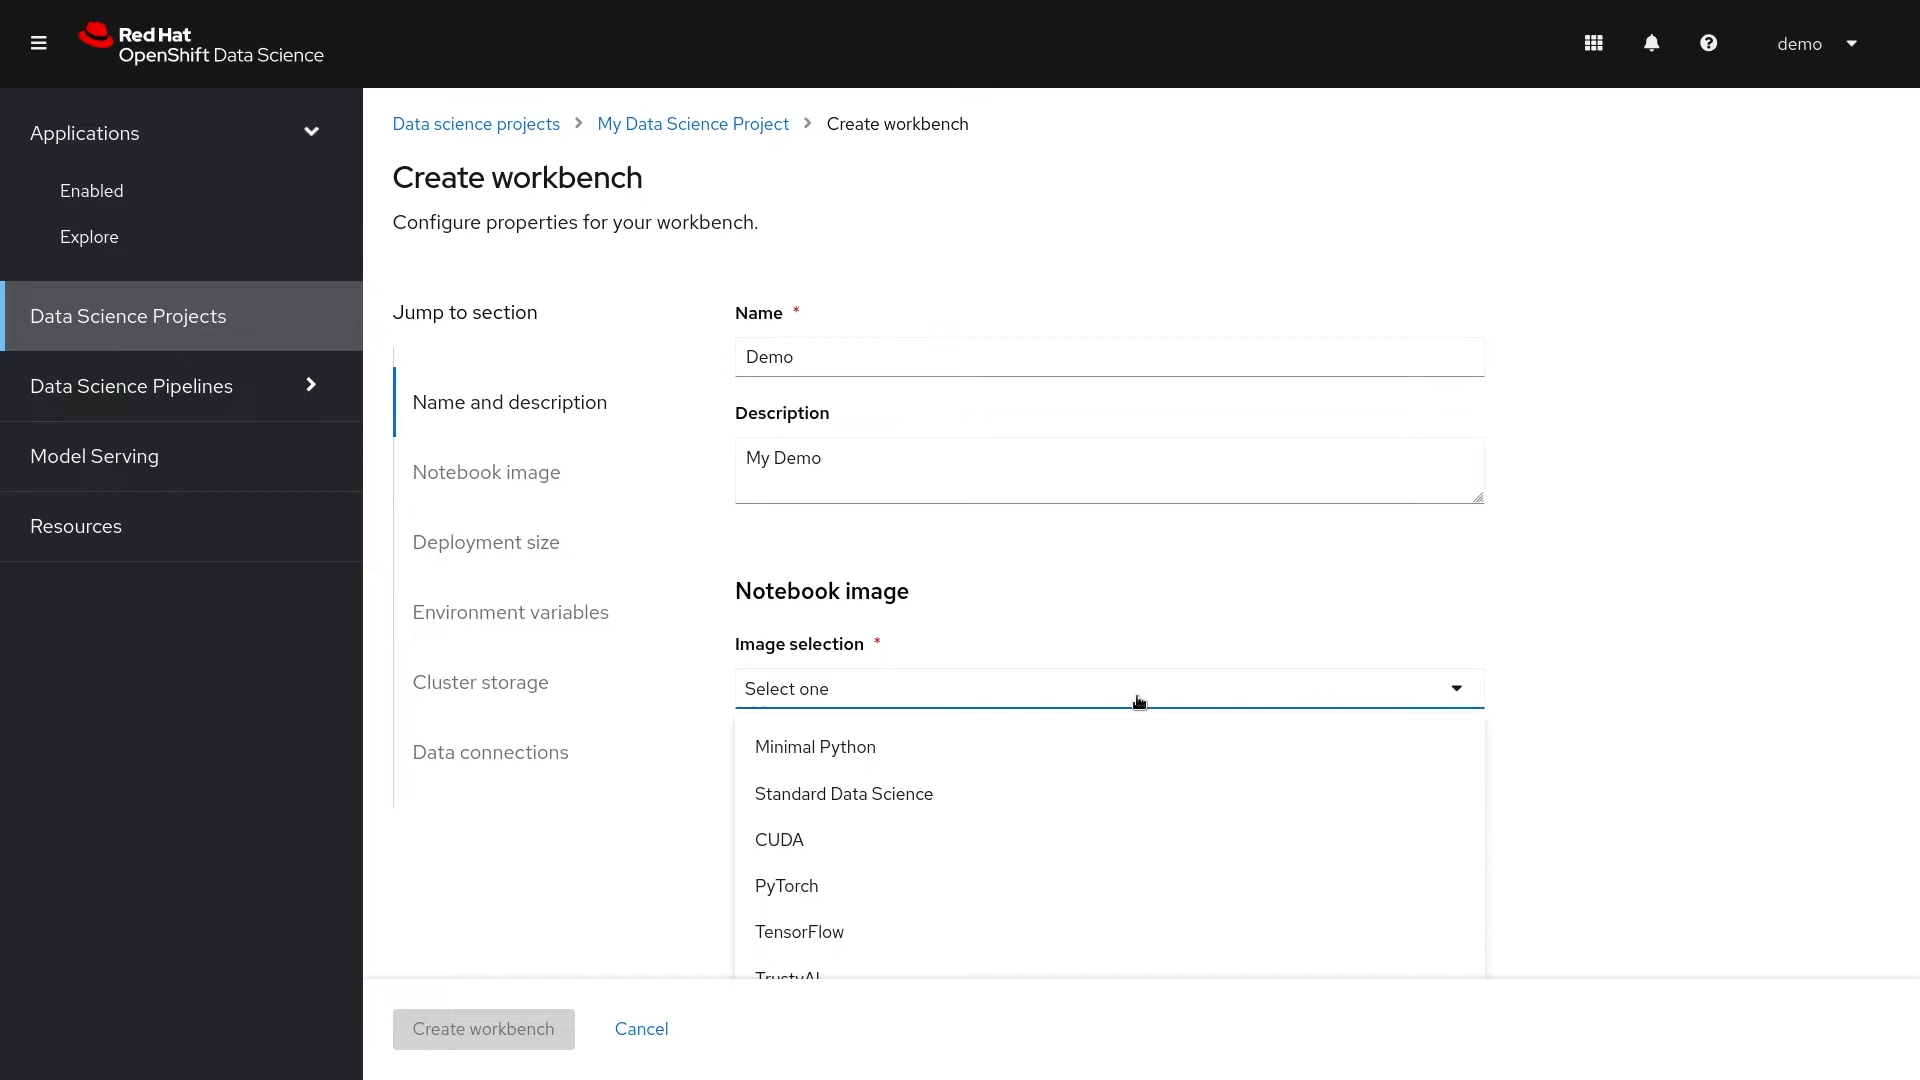 Red Hat
OpenShift Data Science
demo
Applications
Enabled
Explore
Data Science Projects
Data Science Pipelines
Model Serving
Resources
Data science projects > My Data Science Project > Create workbench
Create workbench
Configure properties for your workbench.
Jump to section
Name and description
Notebook image
Deployment size
Environment variables
Cluster storage
Data connections
Name *
Demo
Description
My Demo
Notebook image
Image selection *
Select one
Minimal Python
Standard Data Science
CUDA
PyTorch
TensorFlow
TrustyAI
Create workbench
Cancel